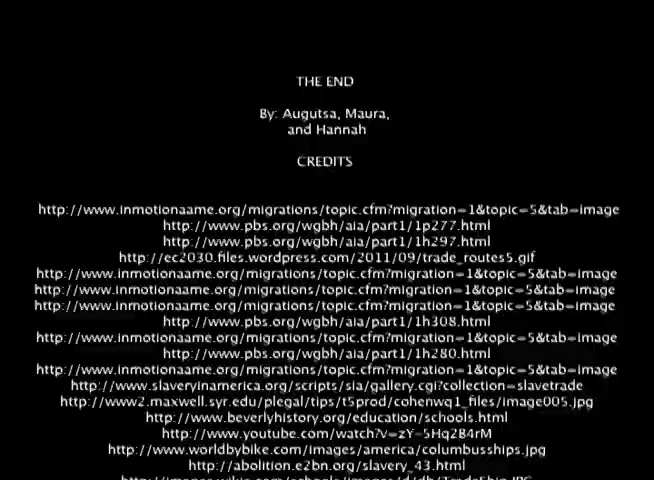 THE END
By: Augutsa, Maura,
and Hannah
CREDITS
http://www.inmotionaame.org/migrations/topic.cfm?migration=1&topic=5&tab=image
http://www.pbs.org/wgbh/aia/part1/1p277.html
http://www.pbs.org/wgbh/aia/part1/1h297.html
http://ec2030.files.wordpress.com/2011/09/trade_routes5.gif
http://www.inmotionaame.org/migrations/topic.cfm?migration=1&topic=5&tab=image
http://www.inmotionaame.org/migrations/topic.cfm?migration=1&topic=5&tab=image
http://www.inmotionaame.org/migrations/topic.cfm?migration=1&topic=5&tab=image
http://www.pbs.org/wgbh/aia/part1/1h308.html
http://www.inmotionaame.org/migrations/topic.cfm?migration=1&topic=5&tab=image
http://www.pbs.org/wgbh/aia/part1/1h280.html
http://www.inmotionaame.org/migrations/topic.cfm?migration=1&topic=5&tab=image
http://www.slaveryinamerica.org/scripts/sia/gallery.cgi?collection=slavetrade
http://www2.maxwell.syr.edu/plegal/tips/t5prod/cohenwq1_files/image005.jpg
http://www.beverlyhistory.org/education/schools.html
http://www.youtube.com/watch?v=zY-5Hq2B4rM
http://www.worldbybike.com/images/america/columbusships.jpg
http://abolition.e2bn.org/slavery_43.html